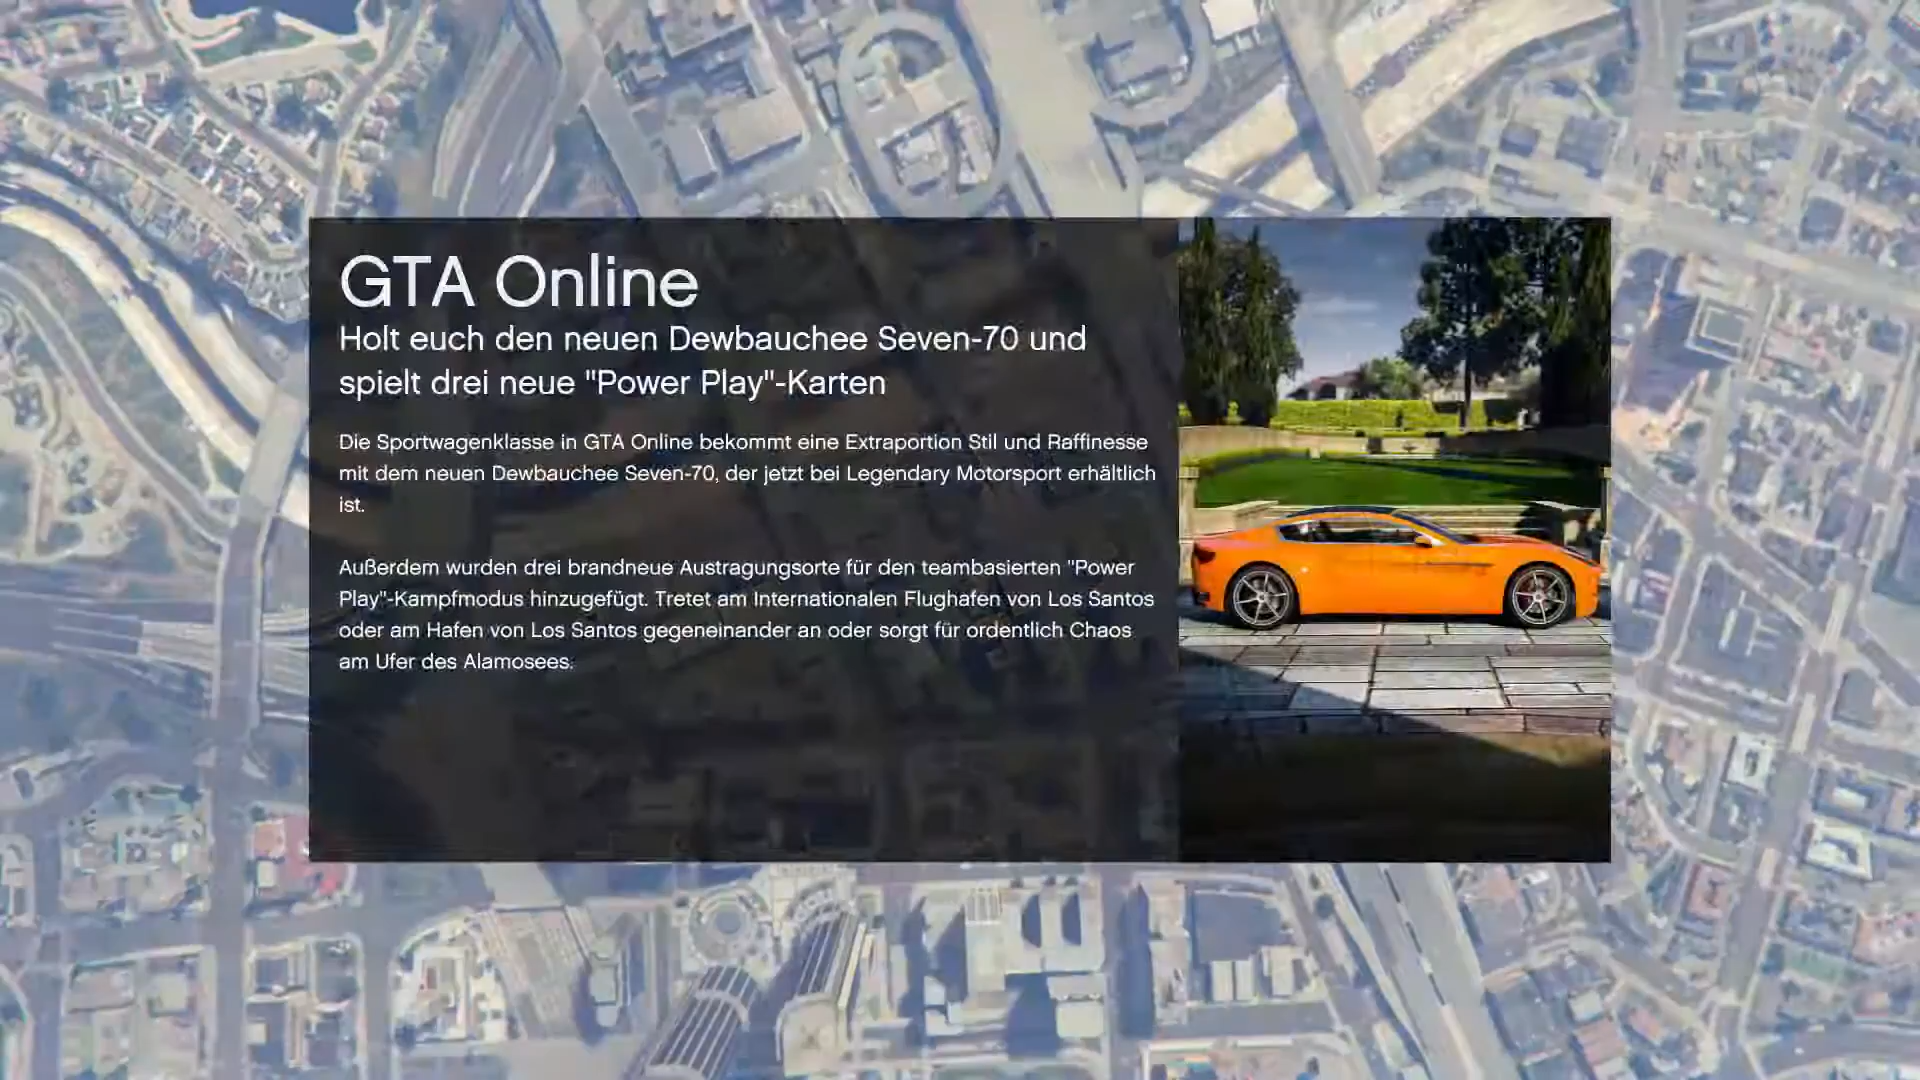 GTA Online
Holt euch den neuen Dewbauchee Seven-70 und
spielt drei neue "Power Play"-Karten
Die Sportwagenklasse in GTA Online bekommt eine Extraportion Stil und Raffinesse
mit dem neuen Dewbauchee Seven-70, der jetzt bei Legendary Motorsport erhältlich
ist.
Außerdem wurden drei brandneue Austragungsorte für den teambasierten "Power
Play"-Kampfmodus hinzugefügt. Tretet am Internationalen Flughafen von Los Santos
oder am Hafen von Los Santos gegeneinander an oder sorgt für ordentlich Chaos
am Ufer des Alamosees.